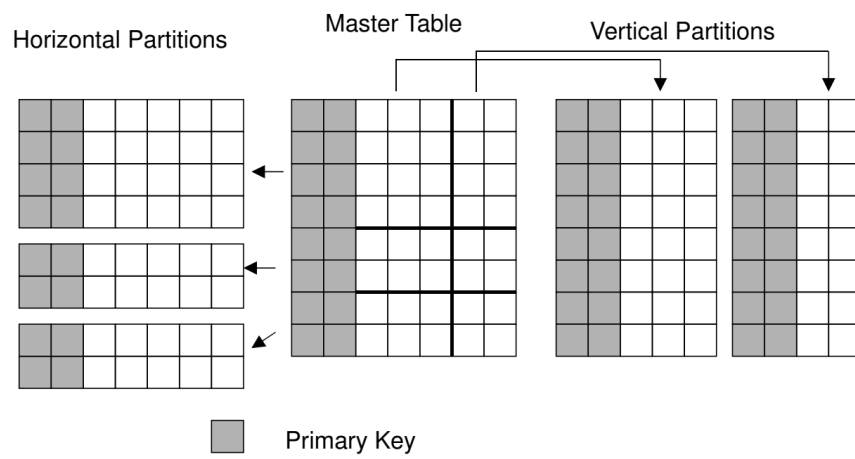 Horizontal Partitions
Master Table
Vertical Partitions
Primary Key